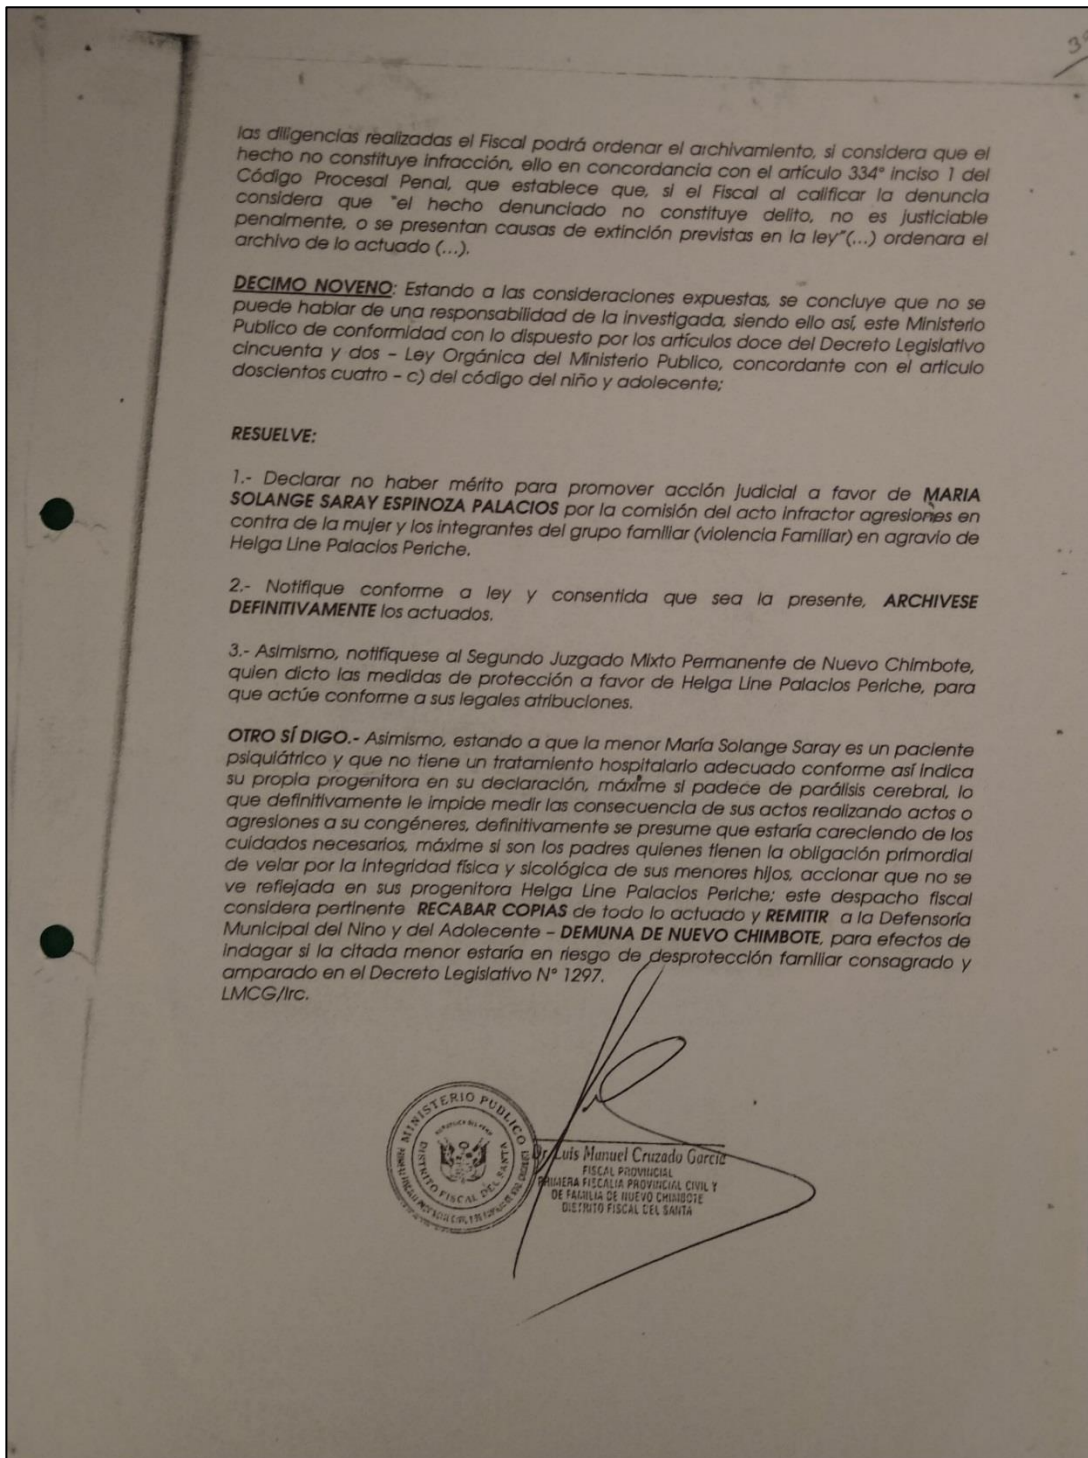 39
las diligencias realizadas el Fiscal podrá ordenar el archivamiento, si considera que el
hecho no constituye infracción, ello en concordancia con el artículo 334° inciso 1 del
Código Procesal Penal, que establece que, si el Fiscal al calificar la denuncia
considera que "el hecho denunciado no constituye delito, no es justiciable
penalmente, o se presentan causas de extinción previstas en la ley"(...) ordenara el
archivo de lo actuado (...).
DECIMO NOVENO: Estando a las consideraciones expuestas, se concluye que no se
puede hablar de una responsabilidad de la investigada, siendo ello así, este Ministerio
Publico de conformidad con lo dispuesto por los artículos doce del Decreto Legislativo
cincuenta y dos – Ley Orgánica del Ministerio Publico, concordante con el articulo
doscientos cuatro – c) del código del niño y adolecente;
RESUELVE:
1.- Declarar no haber mérito para promover acción judicial a favor de MARIA
SOLANGE SARAY ESPINOZA PALACIOS por la comisión del acto infractor agresiones en
contra de la mujer y los integrantes del grupo familiar (violencia Familiar) en agravio de
Helga Line Palacios Periche.
2.- Notifique conforme a ley y consentida que sea la presente, ARCHIVESE
DEFINITIVAMENTE los actuados.
3.- Asimismo, notifíquese al Segundo Juzgado Mixto Permanente de Nuevo Chimbote,
quien dicto las medidas de protección a favor de Helga Line Palacios Periche, para
que actúe conforme a sus legales atribuciones.
OTRO SÍ DIGO.- Asimismo, estando a que la menor María Solange Saray es un paciente
psiquiátrico y que no tiene un tratamiento hospitalario adecuado conforme así indica
su propia progenitora en su declaración, máxime si padece de parálisis cerebral, lo
que definitivamente le impide medir las consecuencia de sus actos realizando actos o
agresiones a su congéneres, definitivamente se presume que estaría careciendo de los
cuidados necesarios, máxime si son los padres quienes tienen la obligación primordial
de velar por la integridad física y sicológica de sus menores hijos, accionar que no se
ve reflejada en sus progenitora Helga Line Palacios Periche; este despacho fiscal
considera pertinente RECABAR COPIAS de todo lo actuado y REMITIR a la Defensoría
Municipal del Nino y del Adolecente – DEMUNA DE NUEVO CHIMBOTE, para efectos de
indagar si la citada menor estaría en riesgo de desprotección familiar consagrado y
amparado en el Decreto Legislativo N° 1297.
LMCG/lrc.
MINISTERIO PUBLICO
REPUBLICA DEL PERU
DISTRITO FISCAL DEL SANTA
Dr. Luis Manuel Cruzado García
FISCAL PROVINCIAL
PRIMERA FISCALIA PROVINCIAL CIVIL Y
DE FAMILIA DE NUEVO CHIMBOTE
DISTRITO FISCAL DEL SANTA